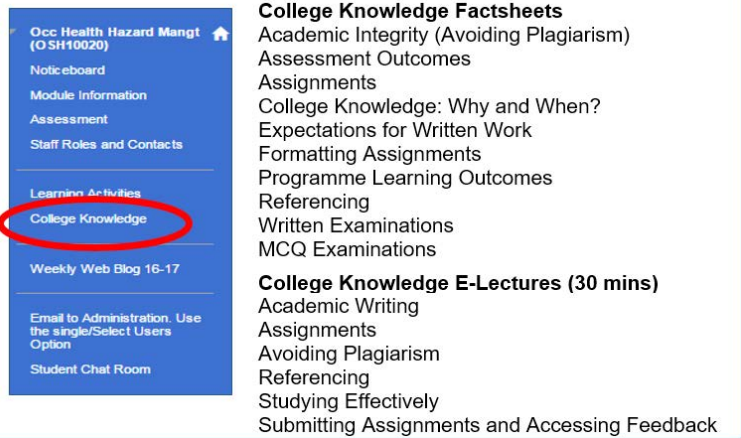 Occ Health Hazard Mangt
(OSH10020)
Noticeboard
Module Information
Assessment
Staff Roles and Contacts
Learning Activities
College Knowledge
Weekly Web Blog 16-17
Email to Administration. Use
the single/Select Users
Option
Student Chat Room
College Knowledge Factsheets
Academic Integrity (Avoiding Plagiarism)
Assessment Outcomes
Assignments
College Knowledge: Why and When?
Expectations for Written Work
Formatting Assignments
Programme Learning Outcomes
Referencing
Written Examinations
MCQ Examinations
College Knowledge E-Lectures (30 mins)
Academic Writing
Assignments
Avoiding Plagiarism
Referencing
Studying Effectively
Submitting Assignments and Accessing Feedback